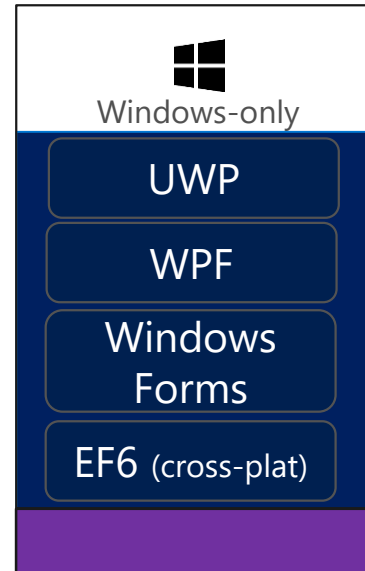 Windows-only
UWP
WPF
Windows
Forms
EF6 (cross-plat)